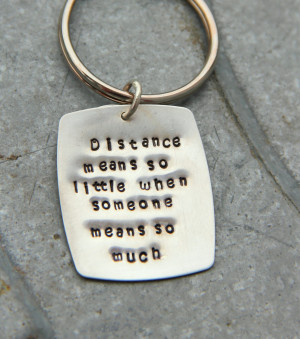 Distance
means so
little when
someone
means so
much